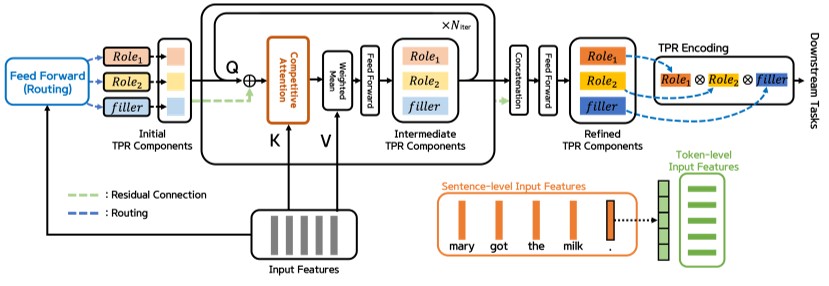 Feed Forward
(Routing)
Role₁
Role₂
filler
Initial
TPR Components
Q
Competitive
Attention
Weighted
Mean
Feed Forward
×N iter
Role₁
Role₂
filler
Intermediate
TPR Components
Concatenation
Feed Forward
Role₁
Role₂
filler
Refined
TPR Components
TPR Encoding
Role₁ ⊗ Role₂ ⊗ filler
Downstream Tasks
K
V
: Residual Connection
: Routing
Input Features
Sentence-level Input Features
mary got the milk .
Token-level
Input Features